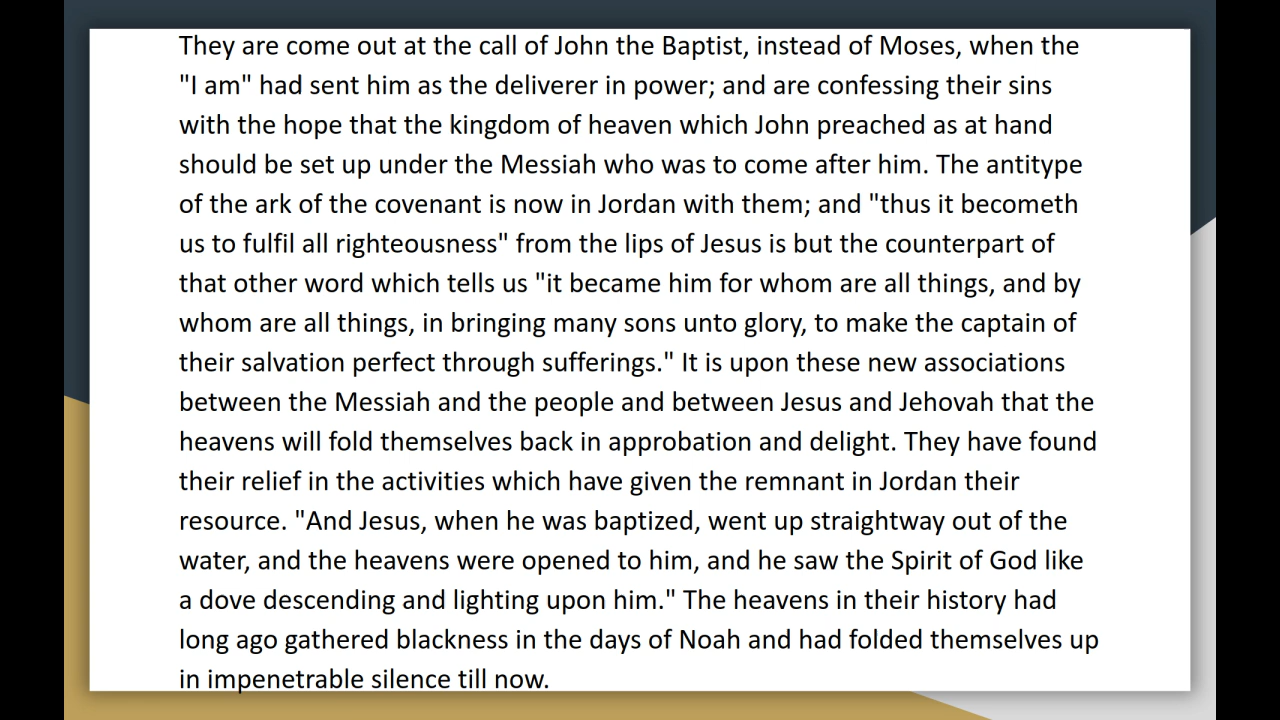 They are come out at the call of John the Baptist, instead of Moses, when the
"I am" had sent him as the deliverer in power; and are confessing their sins
with the hope that the kingdom of heaven which John preached as at hand
should be set up under the Messiah who was to come after him. The antitype
of the ark of the covenant is now in Jordan with them; and "thus it becometh
us to fulfil all righteousness" from the lips of Jesus is but the counterpart of
that other word which tells us "it became him for whom are all things, and by
whom are all things, in bringing many sons unto glory, to make the captain of
their salvation perfect through sufferings." It is upon these new associations
between the Messiah and the people and between Jesus and Jehovah that the
heavens will fold themselves back in approbation and delight. They have found
their relief in the activities which have given the remnant in Jordan their
resource. "And Jesus, when he was baptized, went up straightway out of the
water, and the heavens were opened to him, and he saw the Spirit of God like
a dove descending and lighting upon him." The heavens in their history had
long ago gathered blackness in the days of Noah and had folded themselves up
in impenetrable silence till now.